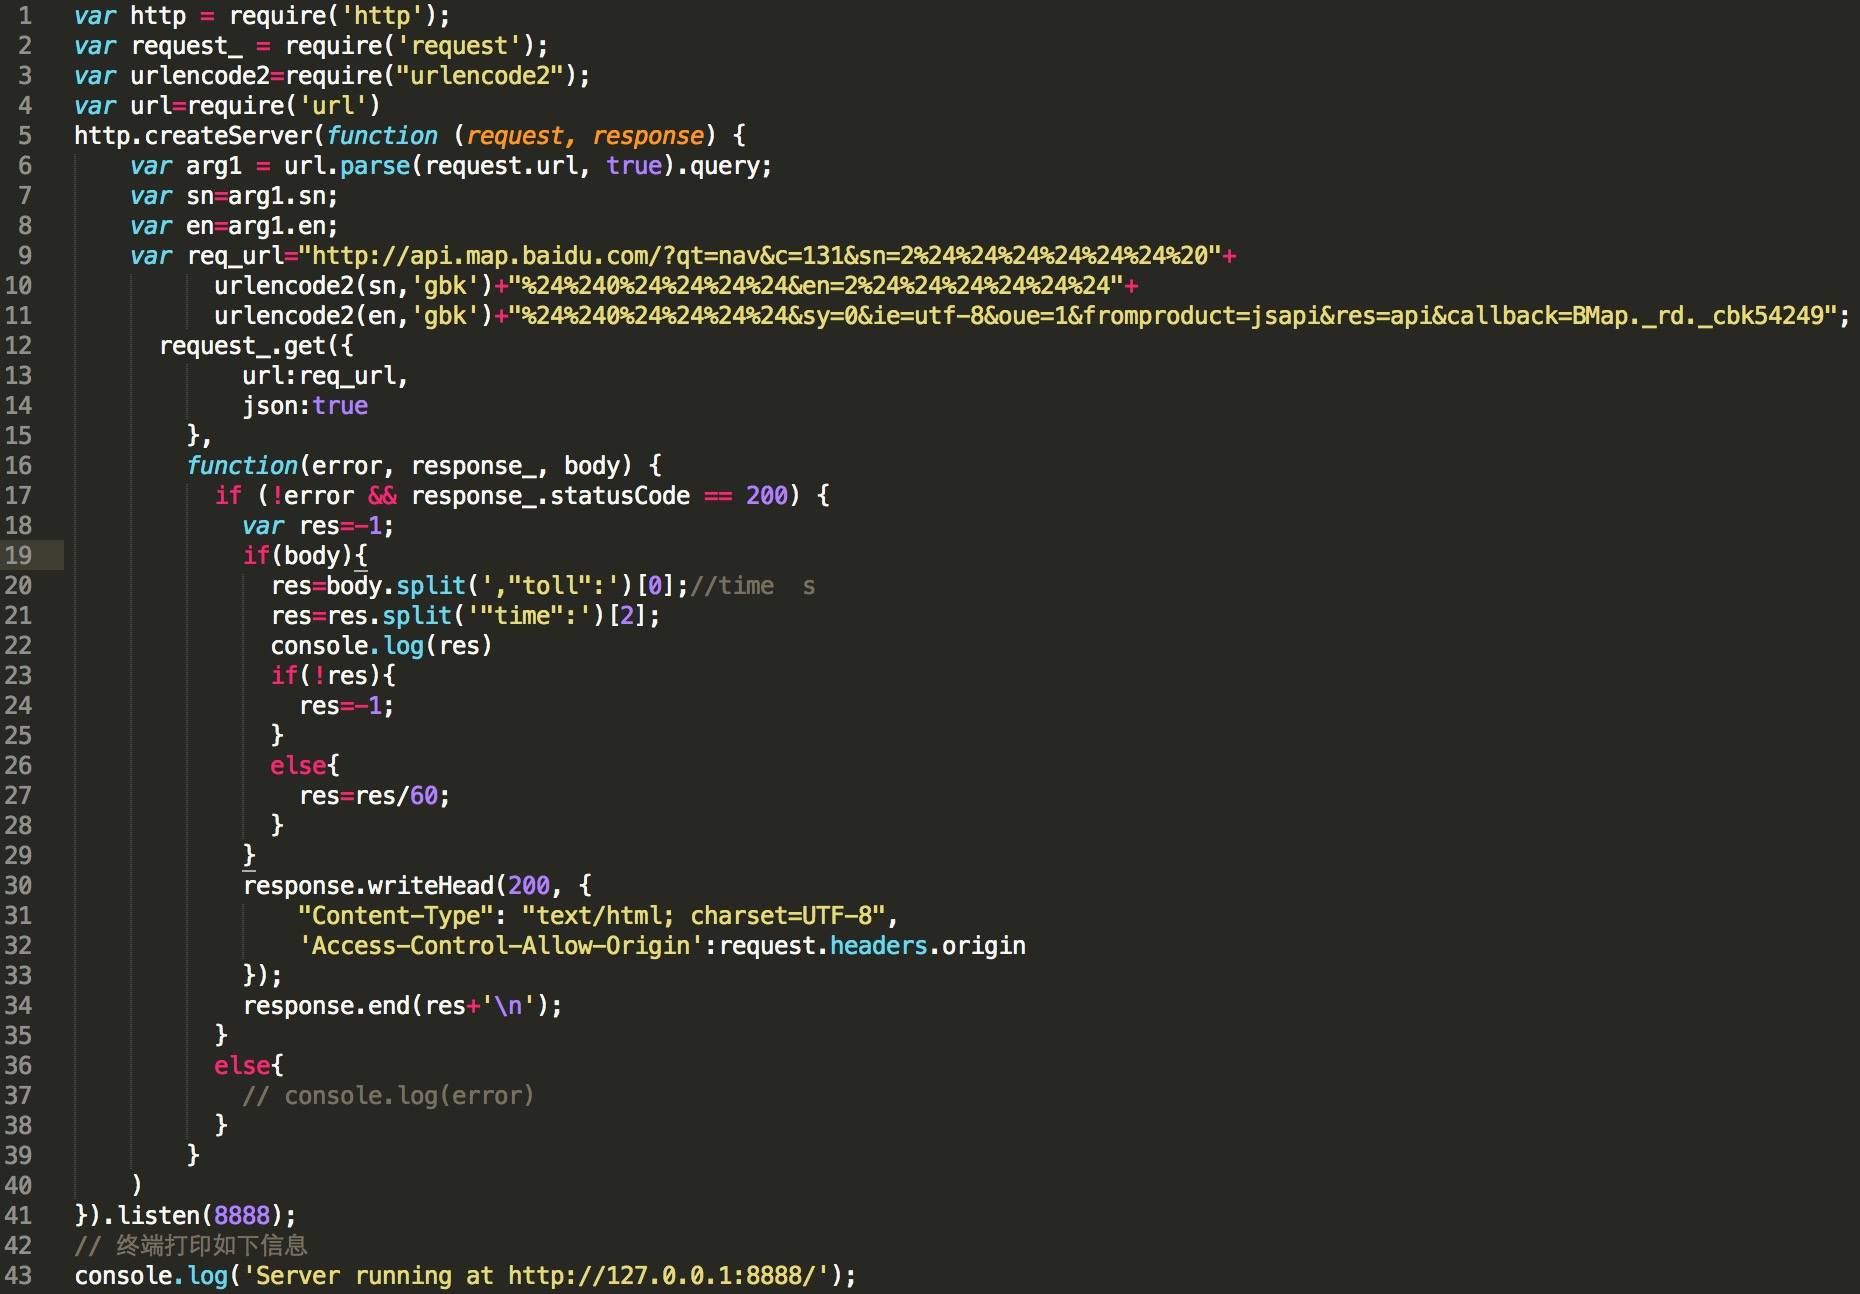 1 var http = require('http');
2 var request_ = require('request');
3 var urlencode2=require("urlencode2");
4 var url=require('url')
5 http.createServer(function (request, response) {
6 var arg1 = url.parse(request.url, true).query;
7 var sn=arg1.sn;
8 var en=arg1.en;
9 var req_url="http://api.map.baidu.com/?qt=nav&c=131&sn=2%24%24%24%24%24%24%20"+
10 urlencode2(sn,'gbk')+"%24%240%24%24%24%24&en=2%24%24%24%24%24%24"+
11 urlencode2(en,'gbk')+"%24%240%24%24%24%24&sy=0&ie=utf-8&oue=1&fromproduct=jsapi&res=api&callback=BMap._rd._cbk54249";
12 request_.get({
13 url:req_url,
14 json:true
15 },
16 function(error, response_, body) {
17 if (!error && response_.statusCode == 200) {
18 var res=-1;
19 if(body){
20 res=body.split(',"toll":')[0];//time  s
21 res=res.split('"time":')[2];
22 console.log(res)
23 if(!res){
24 res=-1;
25 }
26 else{
27 res=res/60;
28 }
29 }
30 response.writeHead(200, {
31 "Content-Type": "text/html; charset=UTF-8",
32 'Access-Control-Allow-Origin':request.headers.origin
33 });
34 response.end(res+'\n');
35 }
36 else{
37 // console.log(error)
38 }
39 }
40 )
41 }).listen(8888);
42 // 终端打印如下信息
43 console.log('Server running at http://127.0.0.1:8888/');